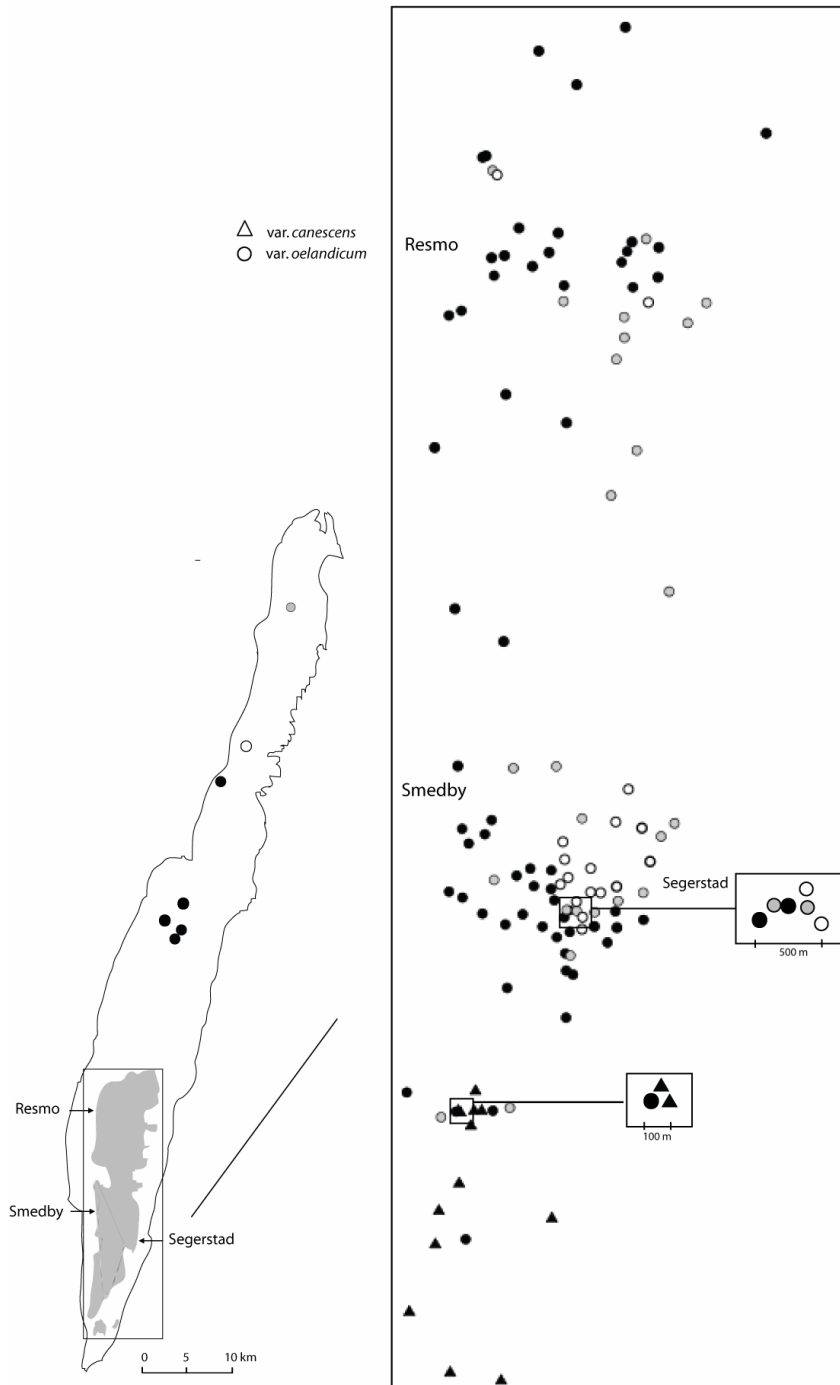 var. canescens
var. oelandicum
Resmo
Smedby
Segerstad
500 m
100 m
Resmo
Smedby
Segerstad
0 5 10 km